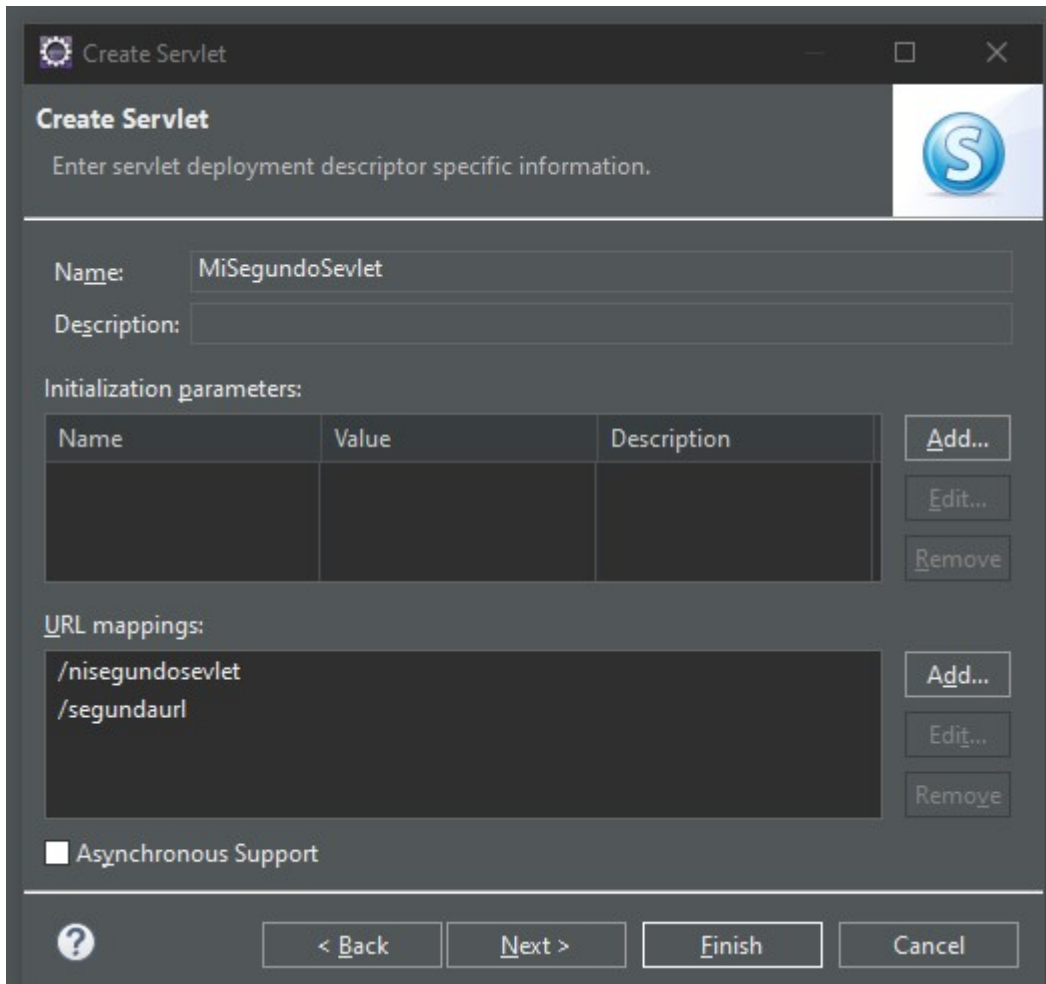 Create Servlet
Create Servlet
Enter servlet deployment descriptor specific information.
S
Name: MiSegundoSevlet
Description:
Initialization parameters:
Name Value Description
Add...
Edit...
Remove
URL mappings:
/nisegundosevlet
/segundaurl
Add...
Edit...
Remove
Asynchronous Support
? < Back Next > Finish Cancel